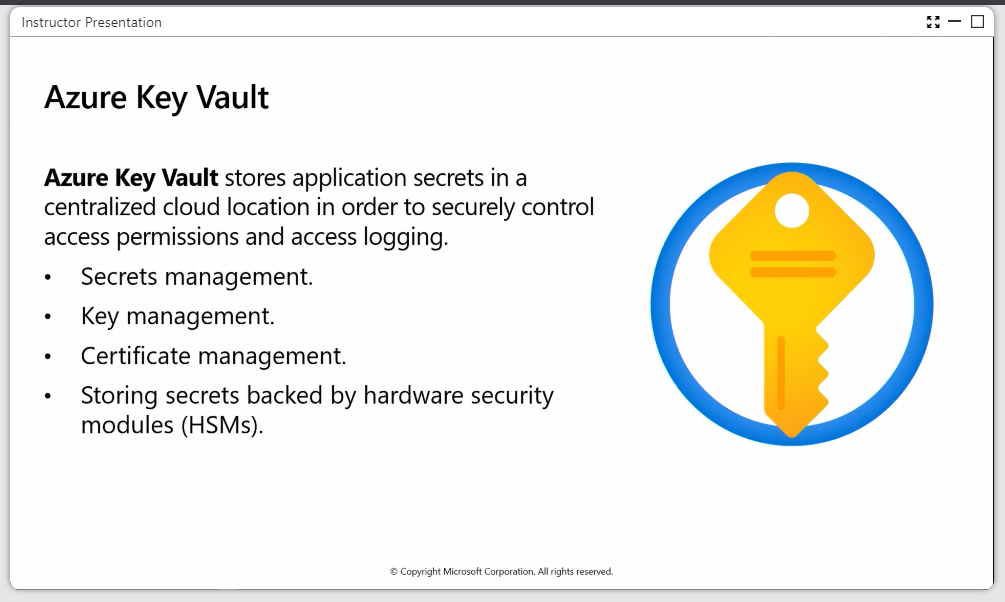 Instructor Presentation
Azure Key Vault
Azure Key Vault stores application secrets in a
centralized cloud location in order to securely control
access permissions and access logging.
• Secrets management.
• Key management.
• Certificate management.
• Storing secrets backed by hardware security
modules (HSMs).
© Copyright Microsoft Corporation. All rights reserved.